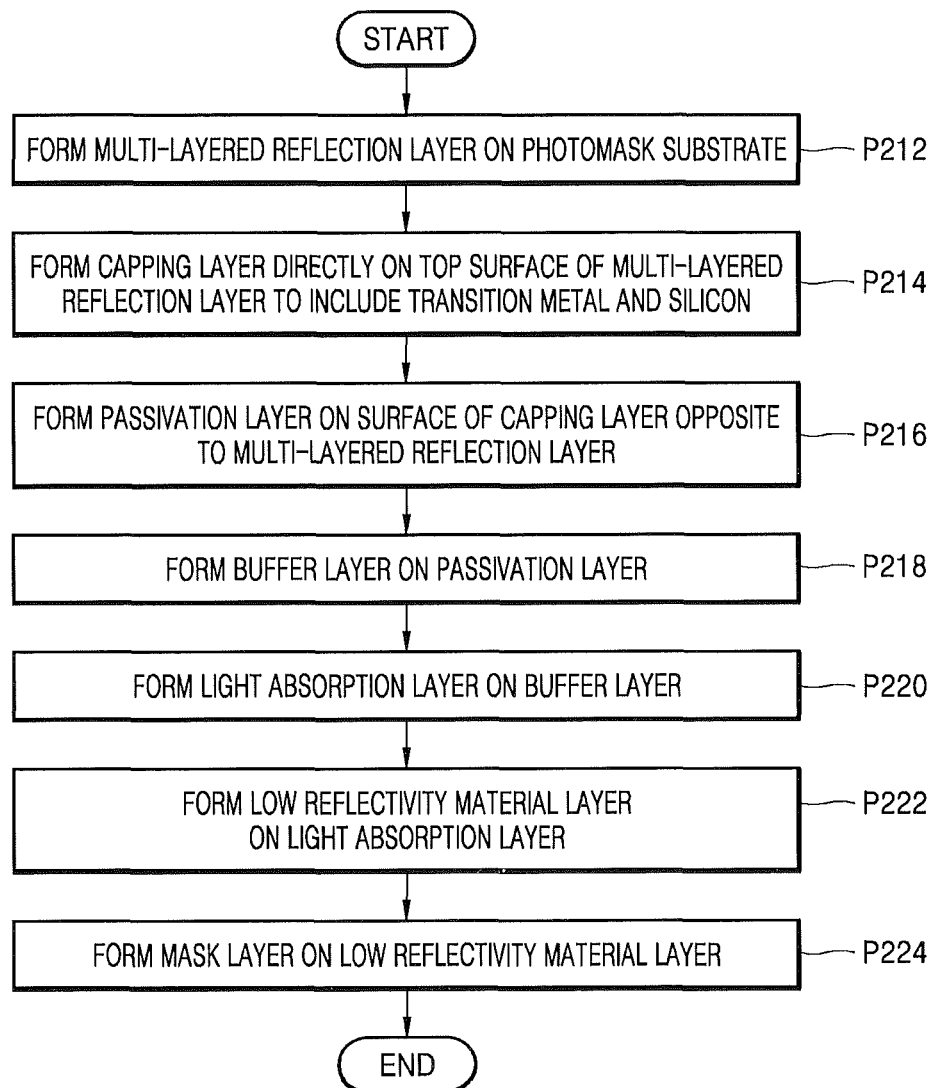 START
FORM MULTI-LAYERED REFLECTION LAYER ON PHOTOMASK SUBSTRATE
P212
FORM CAPPING LAYER DIRECTLY ON TOP SURFACE OF MULTI-LAYERED
REFLECTION LAYER TO INCLUDE TRANSITION METAL AND SILICON
P214
FORM PASSIVATION LAYER ON SURFACE OF CAPPING LAYER OPPOSITE
TO MULTI-LAYERED REFLECTION LAYER
P216
FORM BUFFER LAYER ON PASSIVATION LAYER
P218
FORM LIGHT ABSORPTION LAYER ON BUFFER LAYER
P220
FORM LOW REFLECTIVITY MATERIAL LAYER
ON LIGHT ABSORPTION LAYER
P222
FORM MASK LAYER ON LOW REFLECTIVITY MATERIAL LAYER
P224
END